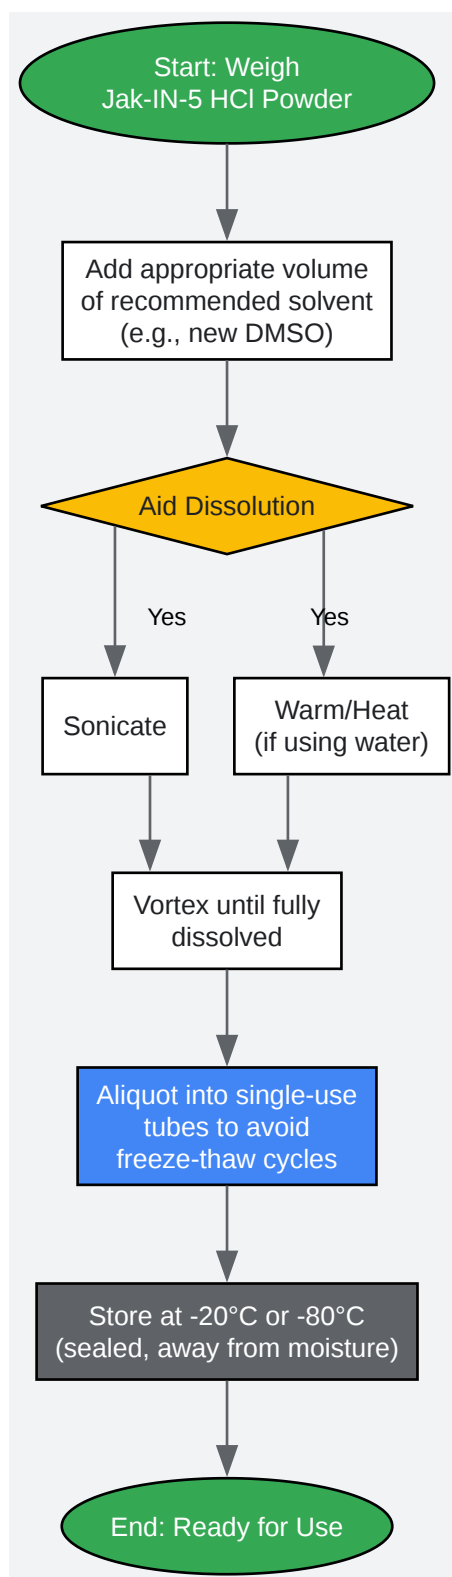 Start: Weigh
Jak-IN-5 HCl Powder
Add appropriate volume
of recommended solvent
(e.g., new DMSO)
Aid Dissolution
Yes
Yes
Sonicate
Warm/Heat
(if using water)
Vortex until fully
dissolved
Aliquot into single-use
tubes to avoid
freeze-thaw cycles
Store at -20°C or -80°C
(sealed, away from moisture)
End: Ready for Use